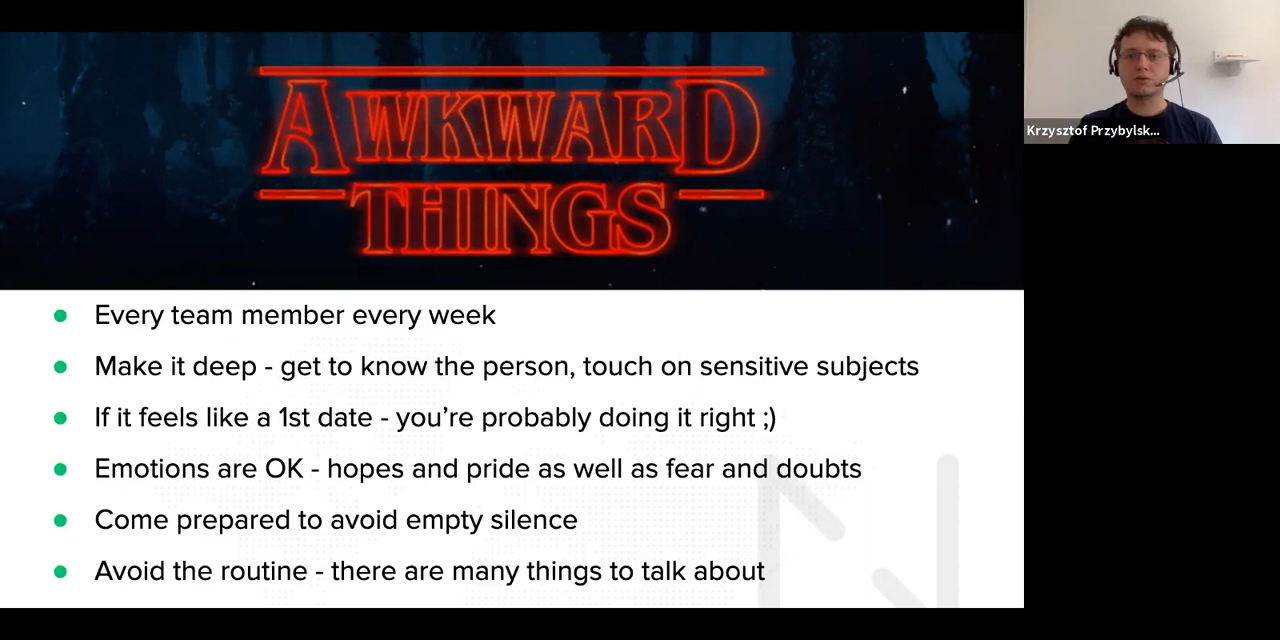 AWKWARD
THINGS
Krzysztof Przybylsk...
● Every team member every week
● Make it deep - get to know the person, touch on sensitive subjects
● If it feels like a 1st date - you’re probably doing it right ;)
● Emotions are OK - hopes and pride as well as fear and doubts
● Come prepared to avoid empty silence
● Avoid the routine - there are many things to talk about